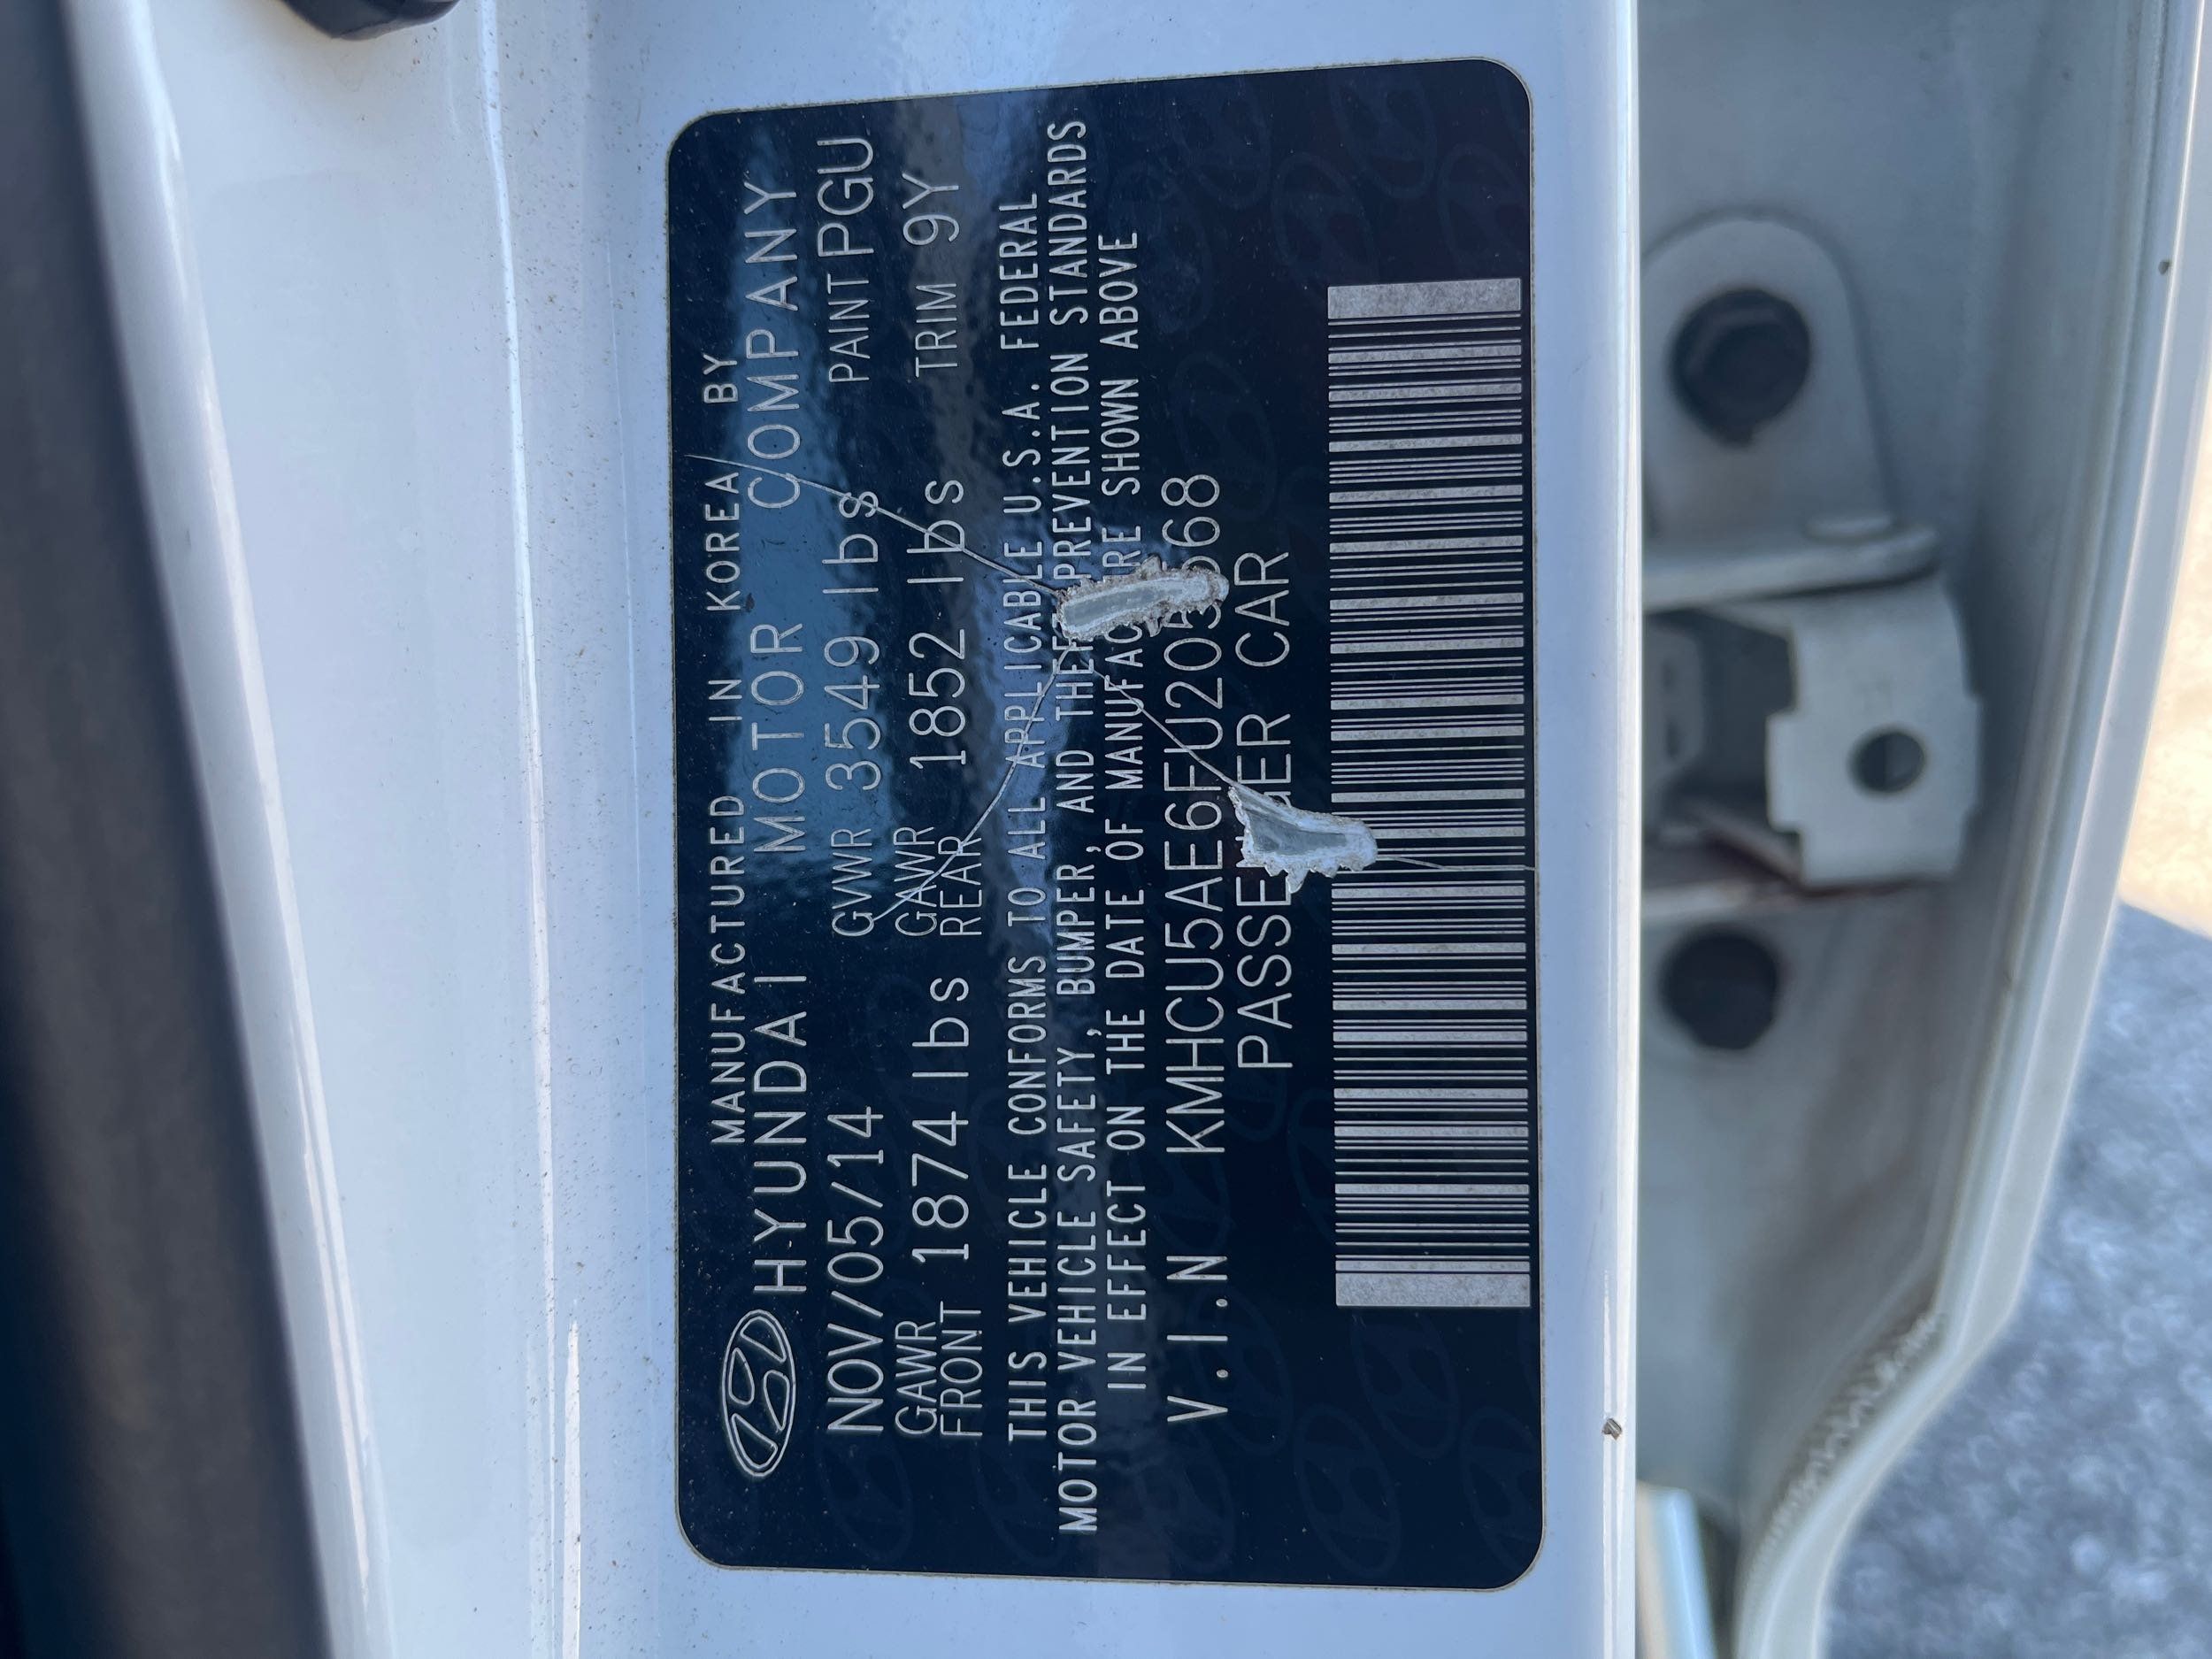 MANUFACTURED IN KOREA BY
HYUNDAI MOTOR COMPANY
NOV/05/14 GVWR 3549 lbs PAINT PGU
GAWR FRONT 1874 lbs GAWR REAR 1852 lbs TRIM 9Y
THIS VEHICLE CONFORMS TO ALL APPLICABLE U.S.A. FEDERAL
MOTOR VEHICLE SAFETY, BUMPER, AND THEFT PREVENTION STANDARDS
IN EFFECT ON THE DATE OF MANUFACTURE SHOWN ABOVE
V.I.N
PASSENGER CAR